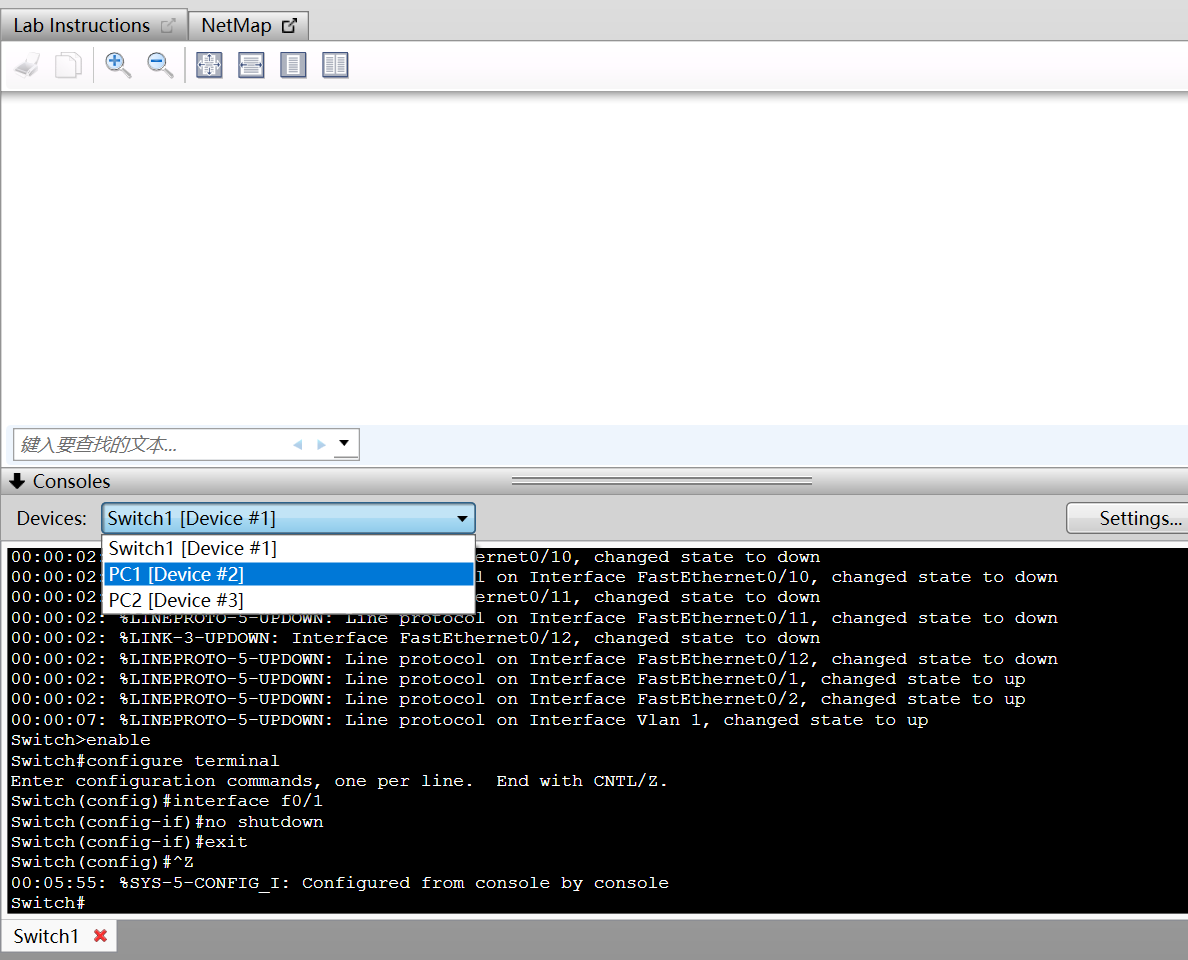 Lab Instructions
NetMap
键入要查找的文本...
Consoles
Devices:
Switch1 [Device #1]
Settings...
Switch1 [Device #1]
PC1 [Device #2]
PC2 [Device #3]
00:00:02 ernet0/10, changed state to down
00:00:02 ol on Interface FastEthernet0/10, changed state to down
00:00:02 ernet0/11, changed state to down
00:00:02: %LINEPROTO-5-UPDOWN: Line protocol on Interface FastEthernet0/11, changed state to down
00:00:02: %LINK-3-UPDOWN: Interface FastEthernet0/12, changed state to down
00:00:02: %LINEPROTO-5-UPDOWN: Line protocol on Interface FastEthernet0/12, changed state to down
00:00:02: %LINEPROTO-5-UPDOWN: Line protocol on Interface FastEthernet0/1, changed state to up
00:00:02: %LINEPROTO-5-UPDOWN: Line protocol on Interface FastEthernet0/2, changed state to up
00:00:07: %LINEPROTO-5-UPDOWN: Line protocol on Interface Vlan 1, changed state to up
Switch>enable
Switch#configure terminal
Enter configuration commands, one per line.  End with CNTL/Z.
Switch(config)#interface f0/1
Switch(config-if)#no shutdown
Switch(config-if)#exit
Switch(config)#^Z
00:05:55: %SYS-5-CONFIG_I: Configured from console by console
Switch#
Switch1